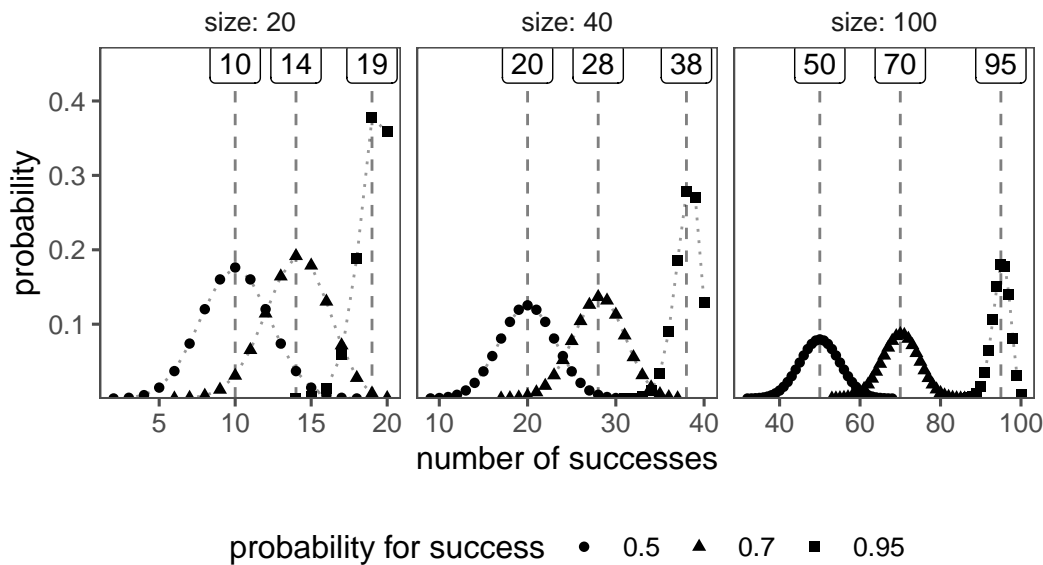 size: 20 size: 40 size: 100
10 14 19 20 28 38 50 70 95
0.4
0.3
0.2
0.1
probability
5 10 15 20 10 20 30 40 40 60 80 100
number of successes
probability for success 0.5 0.7 0.95